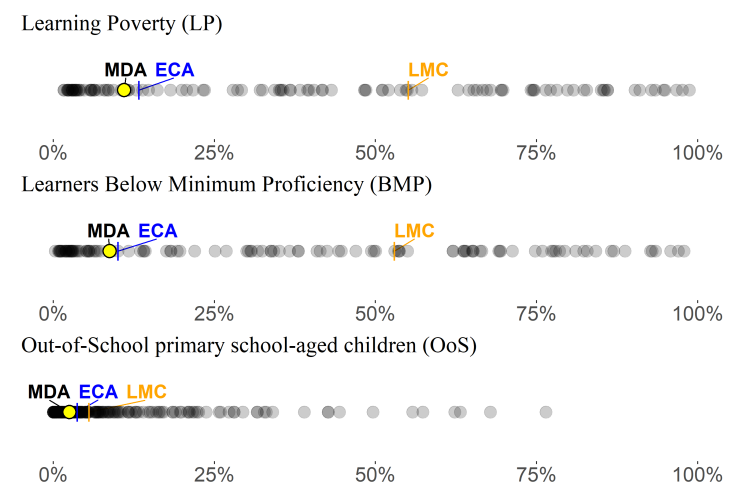 Learning Poverty (LP)
MDA ECA LMC
0% 25% 50% 75% 100%
Learners Below Minimum Proficiency (BMP)
MDA ECA LMC
0% 25% 50% 75% 100%
Out-of-School primary school-aged children (OoS)
MDA ECA LMC
0% 25% 50% 75% 100%